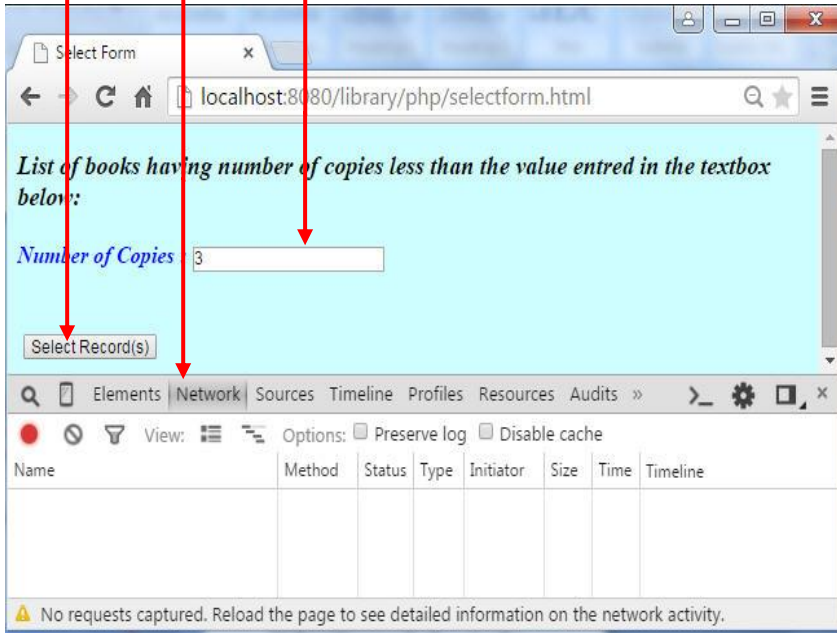 Select Form
localhost:8080/library/php/selectform.html
List of books having number of copies less than the value entred in the textbox
below:
Number of Copies : 3
Select Record(s)
Elements Network Sources Timeline Profiles Resources Audits »
View: Options: Preserve log Disable cache
Name Method Status Type Initiator Size Time Timeline
No requests captured. Reload the page to see detailed information on the network activity.